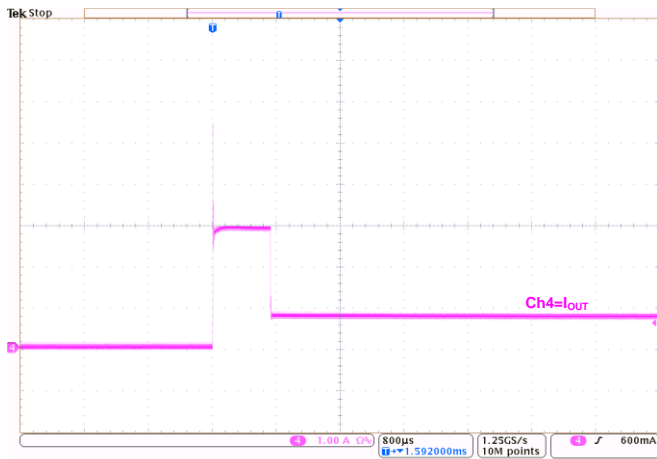 Tek Stop
T
T
Ch4=IOUT
4
4 1.00 A Ω
800µs
1.25GS/s
4 600mA
T→▼1.592000ms
10M points